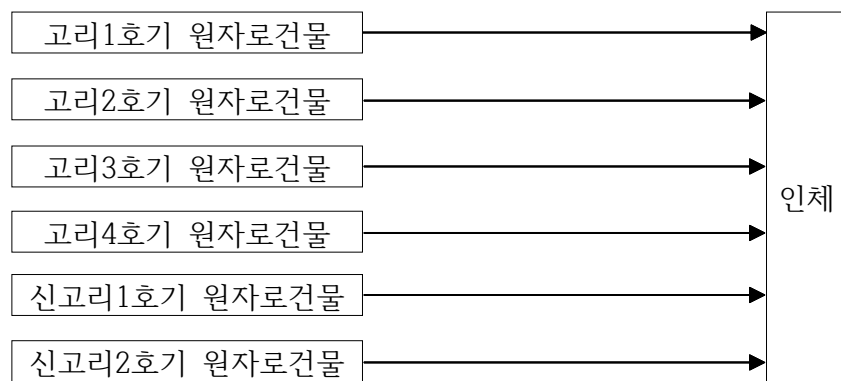 고리1호기 원자로건물
고리2호기 원자로건물
고리3호기 원자로건물
고리4호기 원자로건물
신고리1호기 원자로건물
신고리2호기 원자로건물
인체